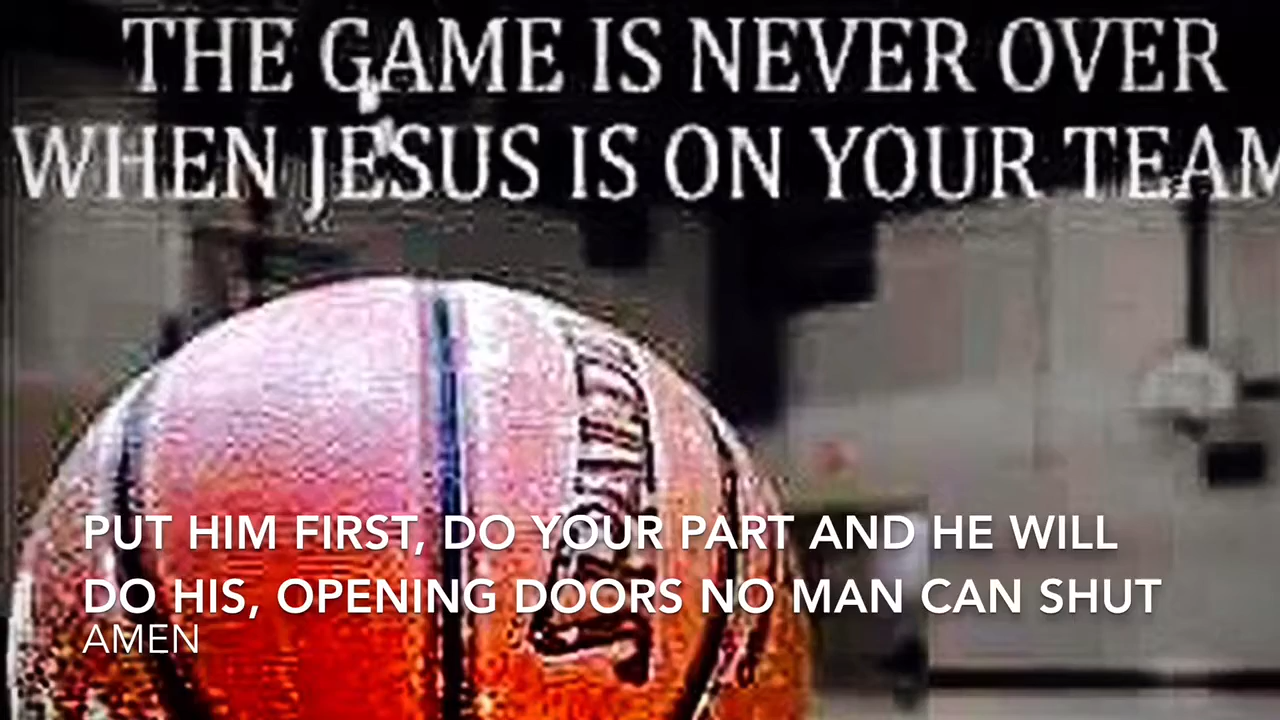 THE GAME IS NEVER OVER
WHEN JESUS IS ON YOUR TEAM
SPALDING
PUT HIM FIRST, DO YOUR PART AND HE WILL
DO HIS, OPENING DOORS NO MAN CAN SHUT
AMEN